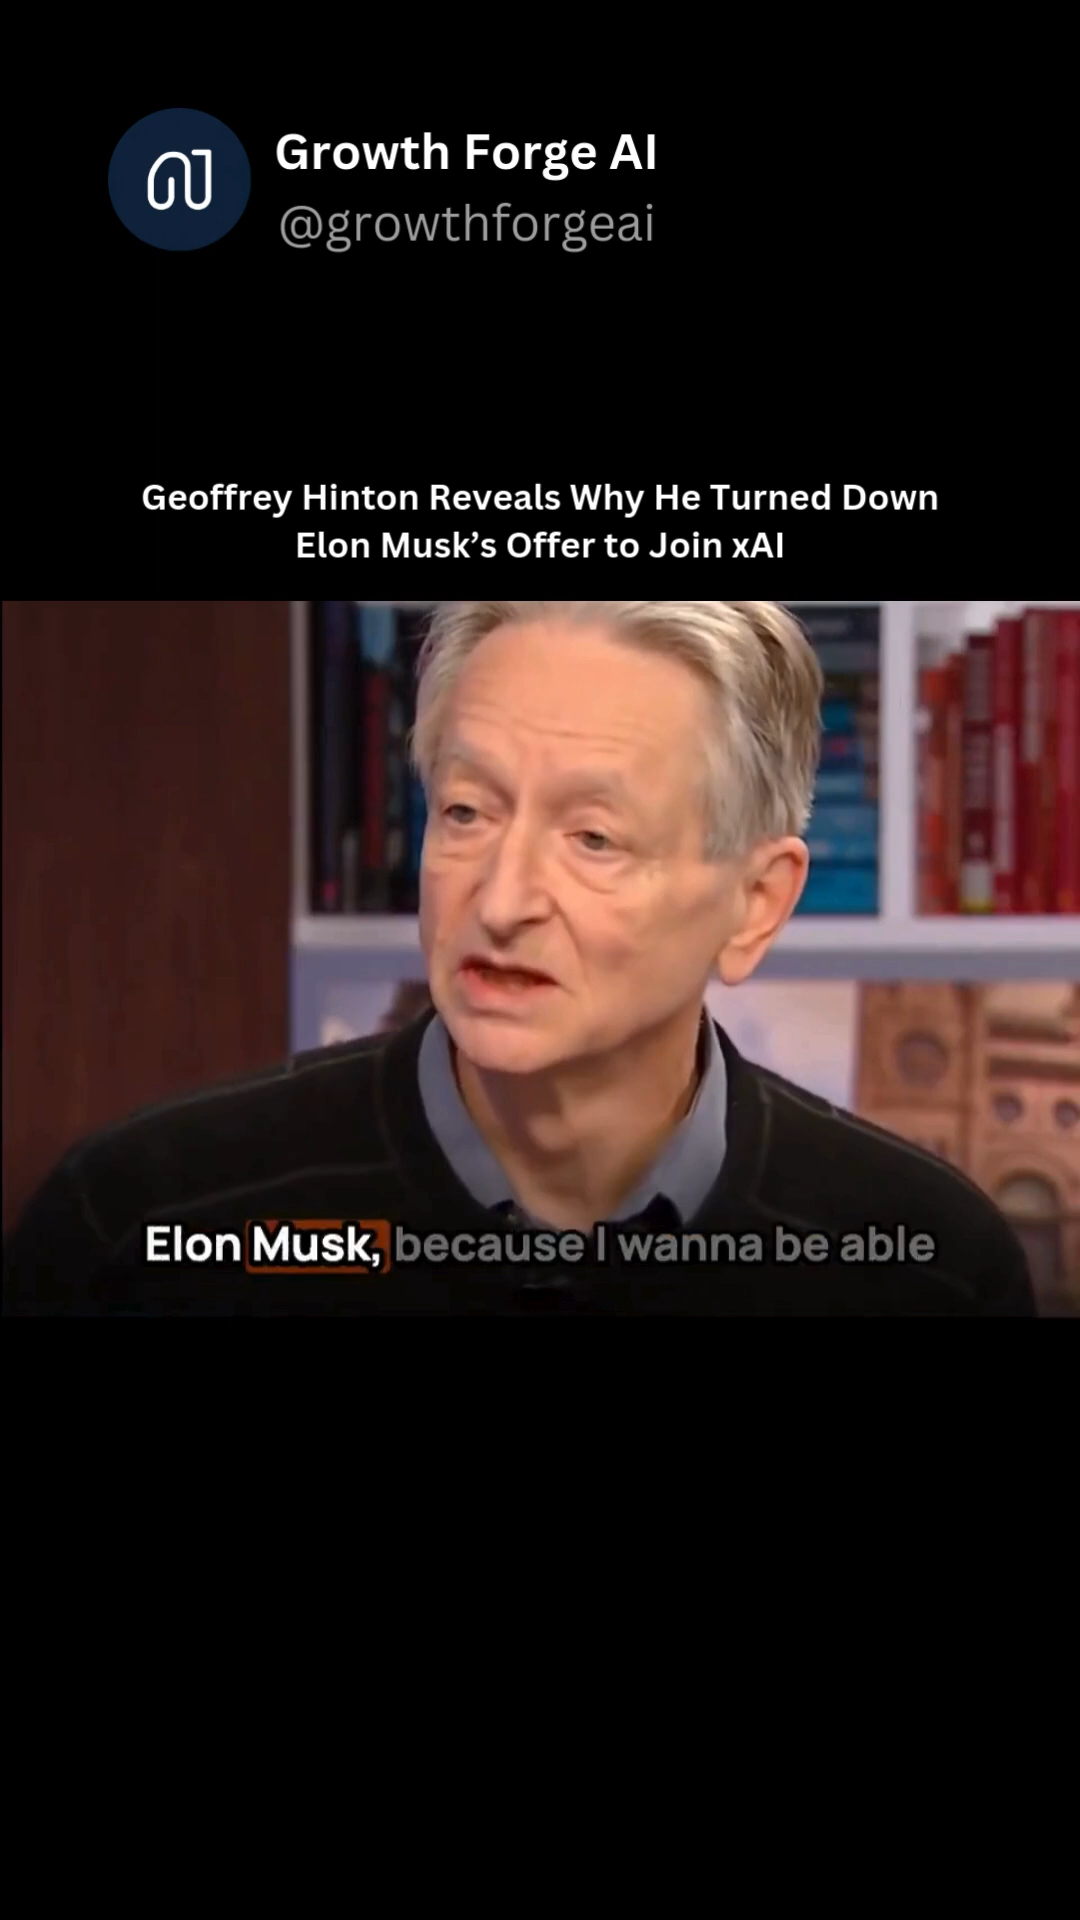 Growth Forge AI
@growthforgeai
Geoffrey Hinton Reveals Why He Turned Down
Elon Musk’s Offer to Join xAI
Elon Musk, because I wanna be able